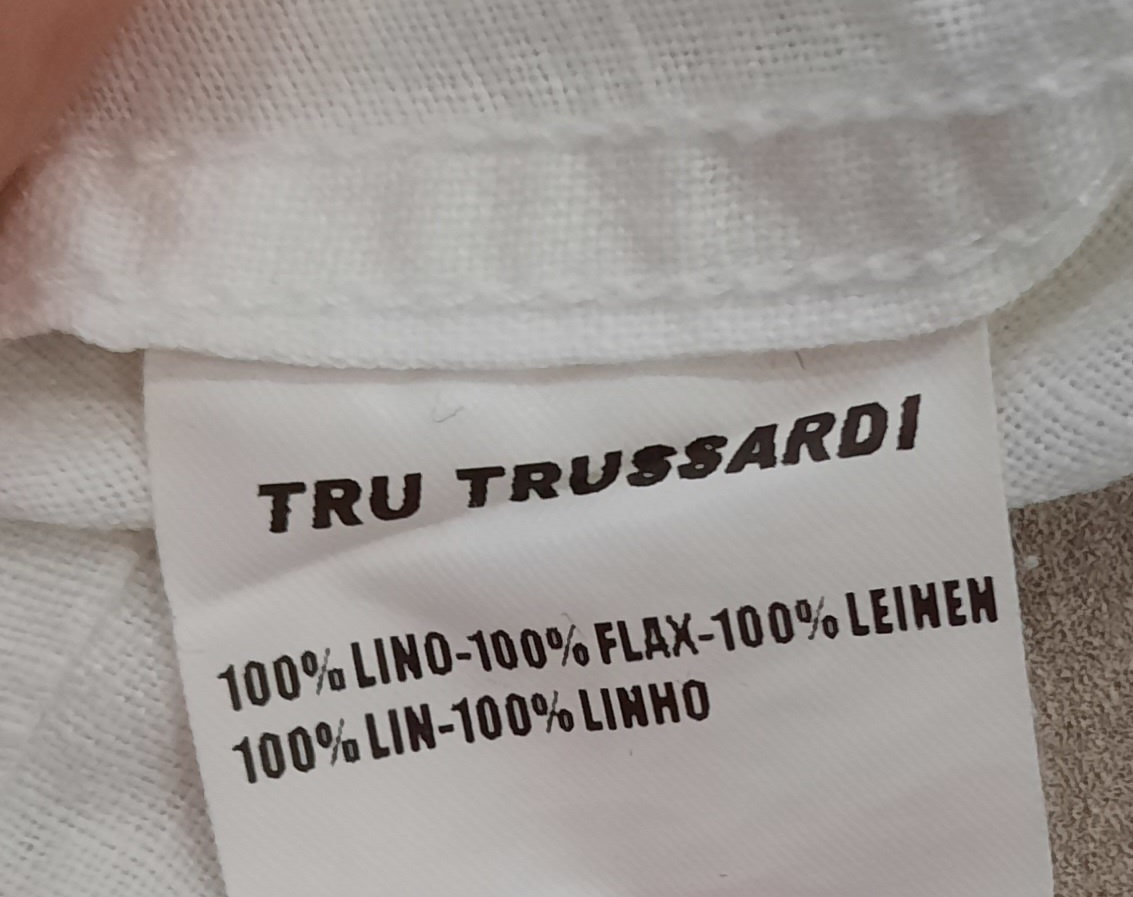 TRU TRUSSARDI
100% LINO-100% FLAX-100% LEINEN
100% LIN-100% LINHO